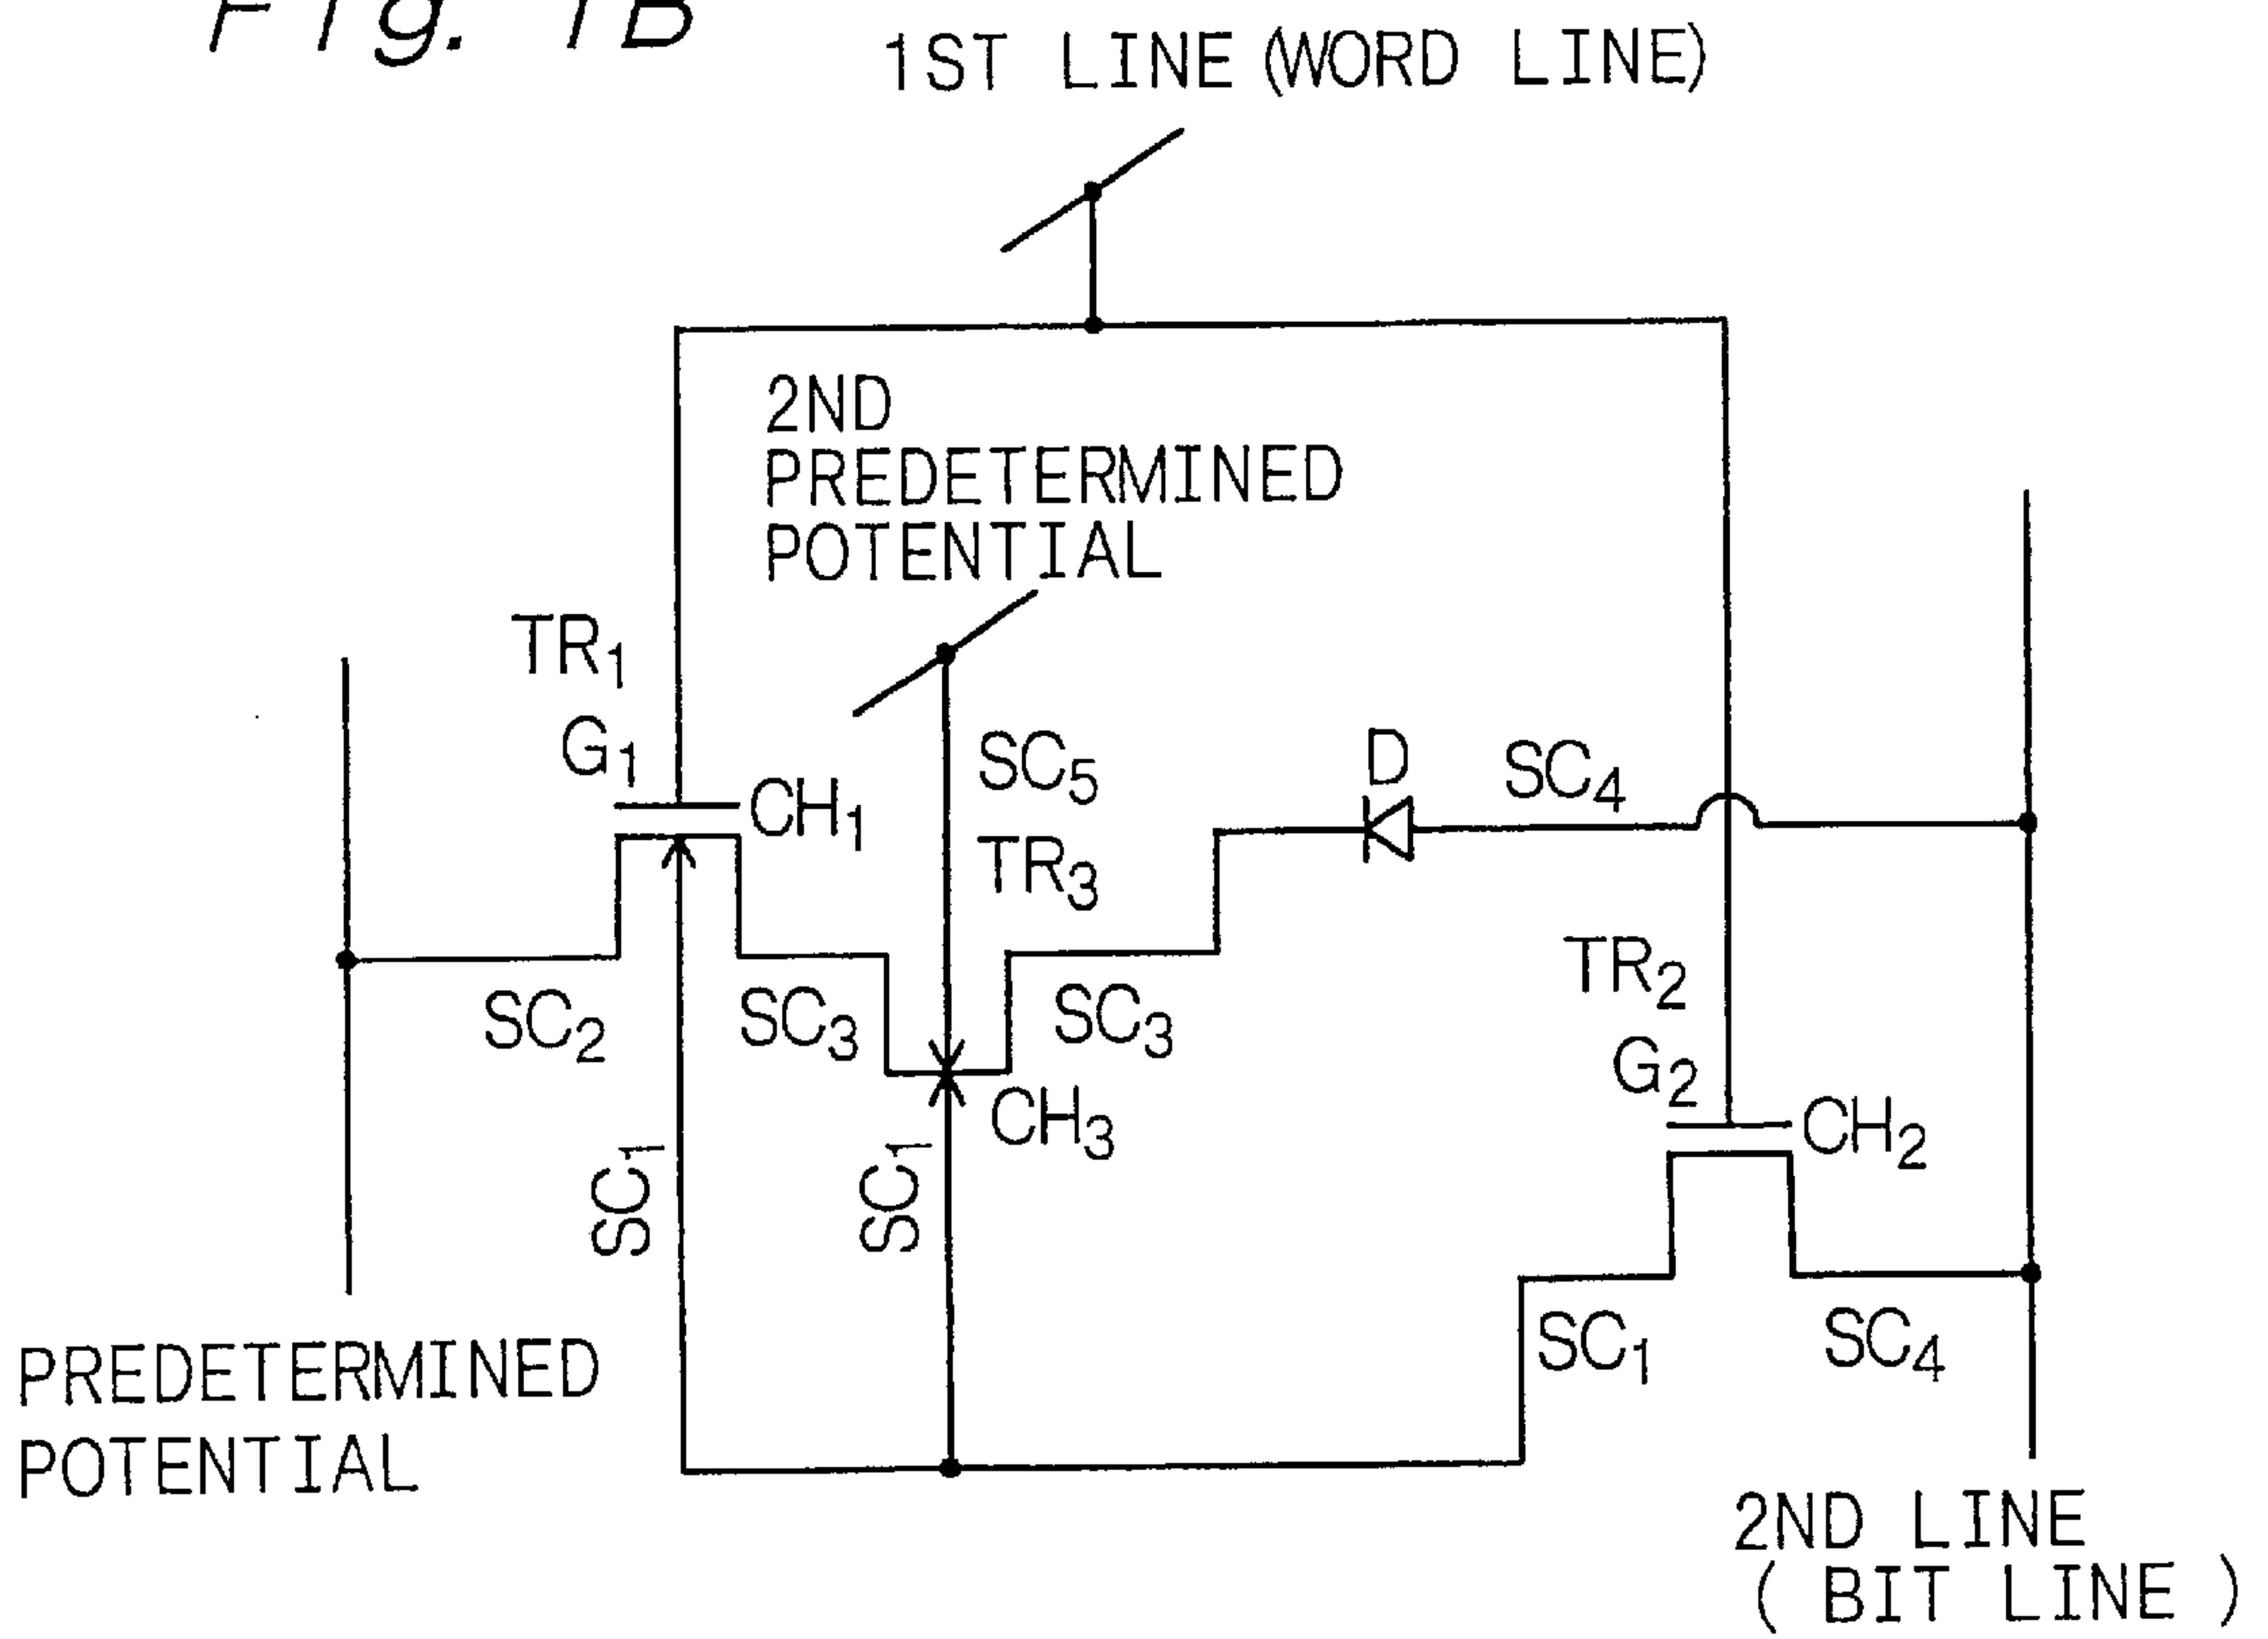 Fig. 1B
1ST LINE (WORD LINE)
2ND
PREDETERMINED
POTENTIAL
TR1
G1
CH1
SC5
TR3
D
SC4
SC2
SC3
SC3
TR2
G2
CH2
CH3
SC1
SC1
SC1
SC4
PREDETERMINED
POTENTIAL
2ND LINE
( BIT LINE )